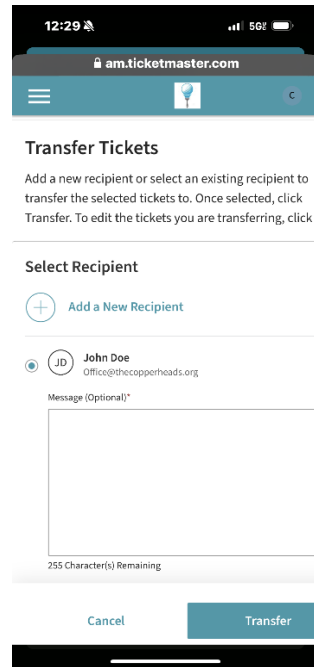 12:29
5G
am.ticketmaster.com
C
Transfer Tickets
Add a new recipient or select an existing recipient to
transfer the selected tickets to. Once selected, click
Transfer. To edit the tickets you are transferring, click
Select Recipient
Add a New Recipient
JD
John Doe
Office@thecopperheads.org
Message (Optional)*
255 Character(s) Remaining
Cancel
Transfer